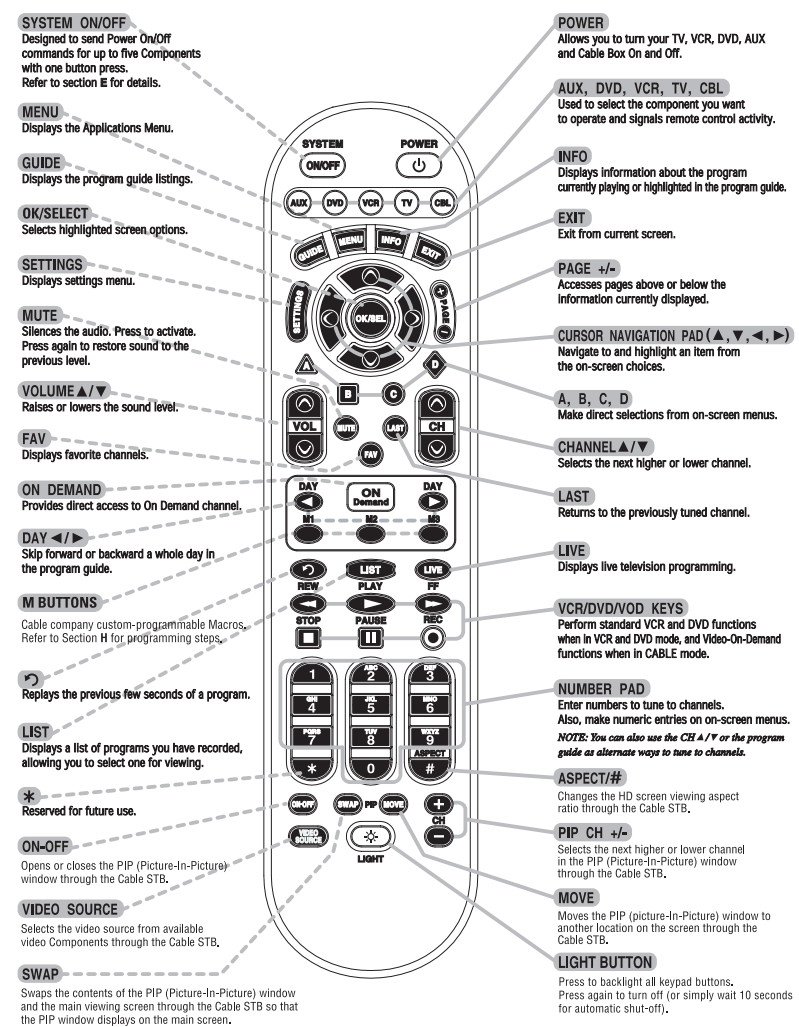 SYSTEM ON/OFF
Designed to send Power On/Off
commands for up to five Components
with one button press.
Refer to section E for details.
MENU
Displays the Applications Menu.
GUIDE
Displays the program guide listings.
OK/SELECT
Selects highlighted screen options.
SETTINGS
Displays settings menu.
MUTE
Silences the audio. Press to activate.
Press again to restore sound to the
previous level.
VOLUME▲/▼
Raises or lowers the sound level.
FAV
Displays favorite channels.
ON DEMAND
Provides direct access to On Demand channel.
DAY ◄/►
Skip forward or backward a whole day in
the program guide.
M BUTTONS
Cable company custom-programmable Macros.
Refer to Section H for programming steps.
Replays the previous few seconds of a program.
LIST
Displays a list of programs you have recorded,
allowing you to select one for viewing.
*
Reserved for future use.
ON-OFF
Opens or closes the PIP (Picture-In-Picture)
window through the Cable STB.
VIDEO SOURCE
Selects the video source from available
video Components through the Cable STB.
SWAP
Swaps the contents of the PIP (Picture-In-Picture) window
and the main viewing screen through the Cable STB so that
the PIP window displays on the main screen.
SYSTEM POWER
ON/OFF
AUX DVD VCR TV CBL
GUIDE MENU INFO EXIT
SETTINGS OK/SEL + PAGE -
A D
B C
VOL MUTE LAST CH
FAV
DAY ON Demand DAY
M1 M2 M3
LIST LIVE
REW PLAY FF
STOP PAUSE REC
1 ABC 2 DEF 3
GHI 4 JKL 5 MNO 6
PQRS 7 TUV 8 WXYZ 9
ASPECT
* 0 #
ON-OFF SWAP PIP MOVE + CH -
VIDEO SOURCE
LIGHT
POWER
Allows you to turn your TV, VCR, DVD, AUX
and Cable Box On and Off.
AUX, DVD, VCR, TV, CBL
Used to select the component you want
to operate and signals remote control activity.
INFO
Displays information about the program
currently playing or highlighted in the program guide.
EXIT
Exit from current screen.
PAGE +/-
Accesses pages above or below the
information currently displayed.
CURSOR NAVIGATION PAD(▲,▼,◄,►)
Navigate to and highlight an item from
the on-screen choices.
A, B, C, D
Make direct selections from on-screen menus.
CHANNEL▲/▼
Selects the next higher or lower channel.
LAST
Returns to the previously tuned channel.
LIVE
Displays live television programming.
VCR/DVD/VOD KEYS
Perform standard VCR and DVD functions
when in VCR and DVD mode, and Video-On-Demand
functions when in CABLE mode.
NUMBER PAD
Enter numbers to tune to channels.
Also, make numeric entries on on-screen menus.
NOTE: You can also use the CH▲/▼ or the program
guide as alternate ways to tune to channels.
ASPECT/#
Changes the HD screen viewing aspect
ratio through the Cable STB.
PIP CH +/-
Selects the next higher or lower channel
in the PIP (Picture-In-Picture) window
through the Cable STB.
MOVE
Moves the PIP (picture-In-Picture) window to
another location on the screen through the
Cable STB.
LIGHT BUTTON
Press to backlight all keypad buttons.
Press again to turn off (or simply wait 10 seconds
for automatic shut-off).